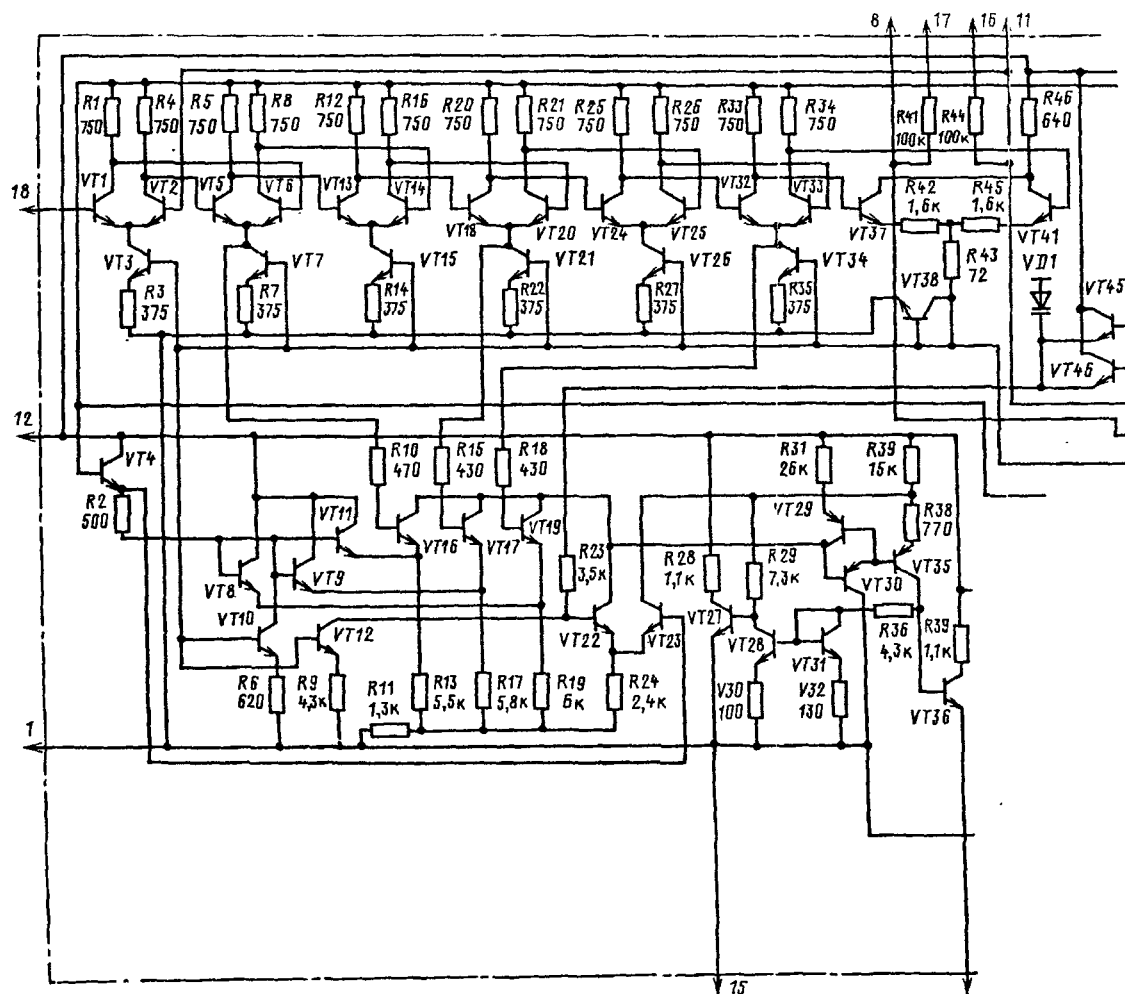 8 17 16 11
R1 750
R4 750
R5 750
R8 750
R12 750
R16 750
R20 750
R21 750
R25 750
R26 750
R33 750
R34 750
R41 100к
R44 100к
R46 640
VT1
VT2
VT5
VT6
VT13
VT14
VT18
VT20
VT24
VT25
VT32
VT33
VT37
R42 1,6к
R45 1,6к
VT41
18
VT3
VT7
VT15
VT21
VT26
VT34
VT38
R43 72
VD1
VT45
R3 375
R7 375
R14 375
R22 375
R27 375
R35 375
VT46
12
VT4
R2 500
R10 470
R15 430
R18 430
R31 26к
R39 15к
VT11
VT16
VT17
VT19
VT29
R38 770
VT8
VT9
R23 3,5к
R28 1,1к
R29 7,3к
VT30
VT35
VT10
VT12
VT22
VT23
VT27
VT28
VT31
R36 4,3к
R39 1,1к
R6 620
R9 4,3к
R11 1,3к
R13 5,5к
R17 5,8к
R19 6к
R24 2,4к
V30 100
V32 130
VT36
1
15